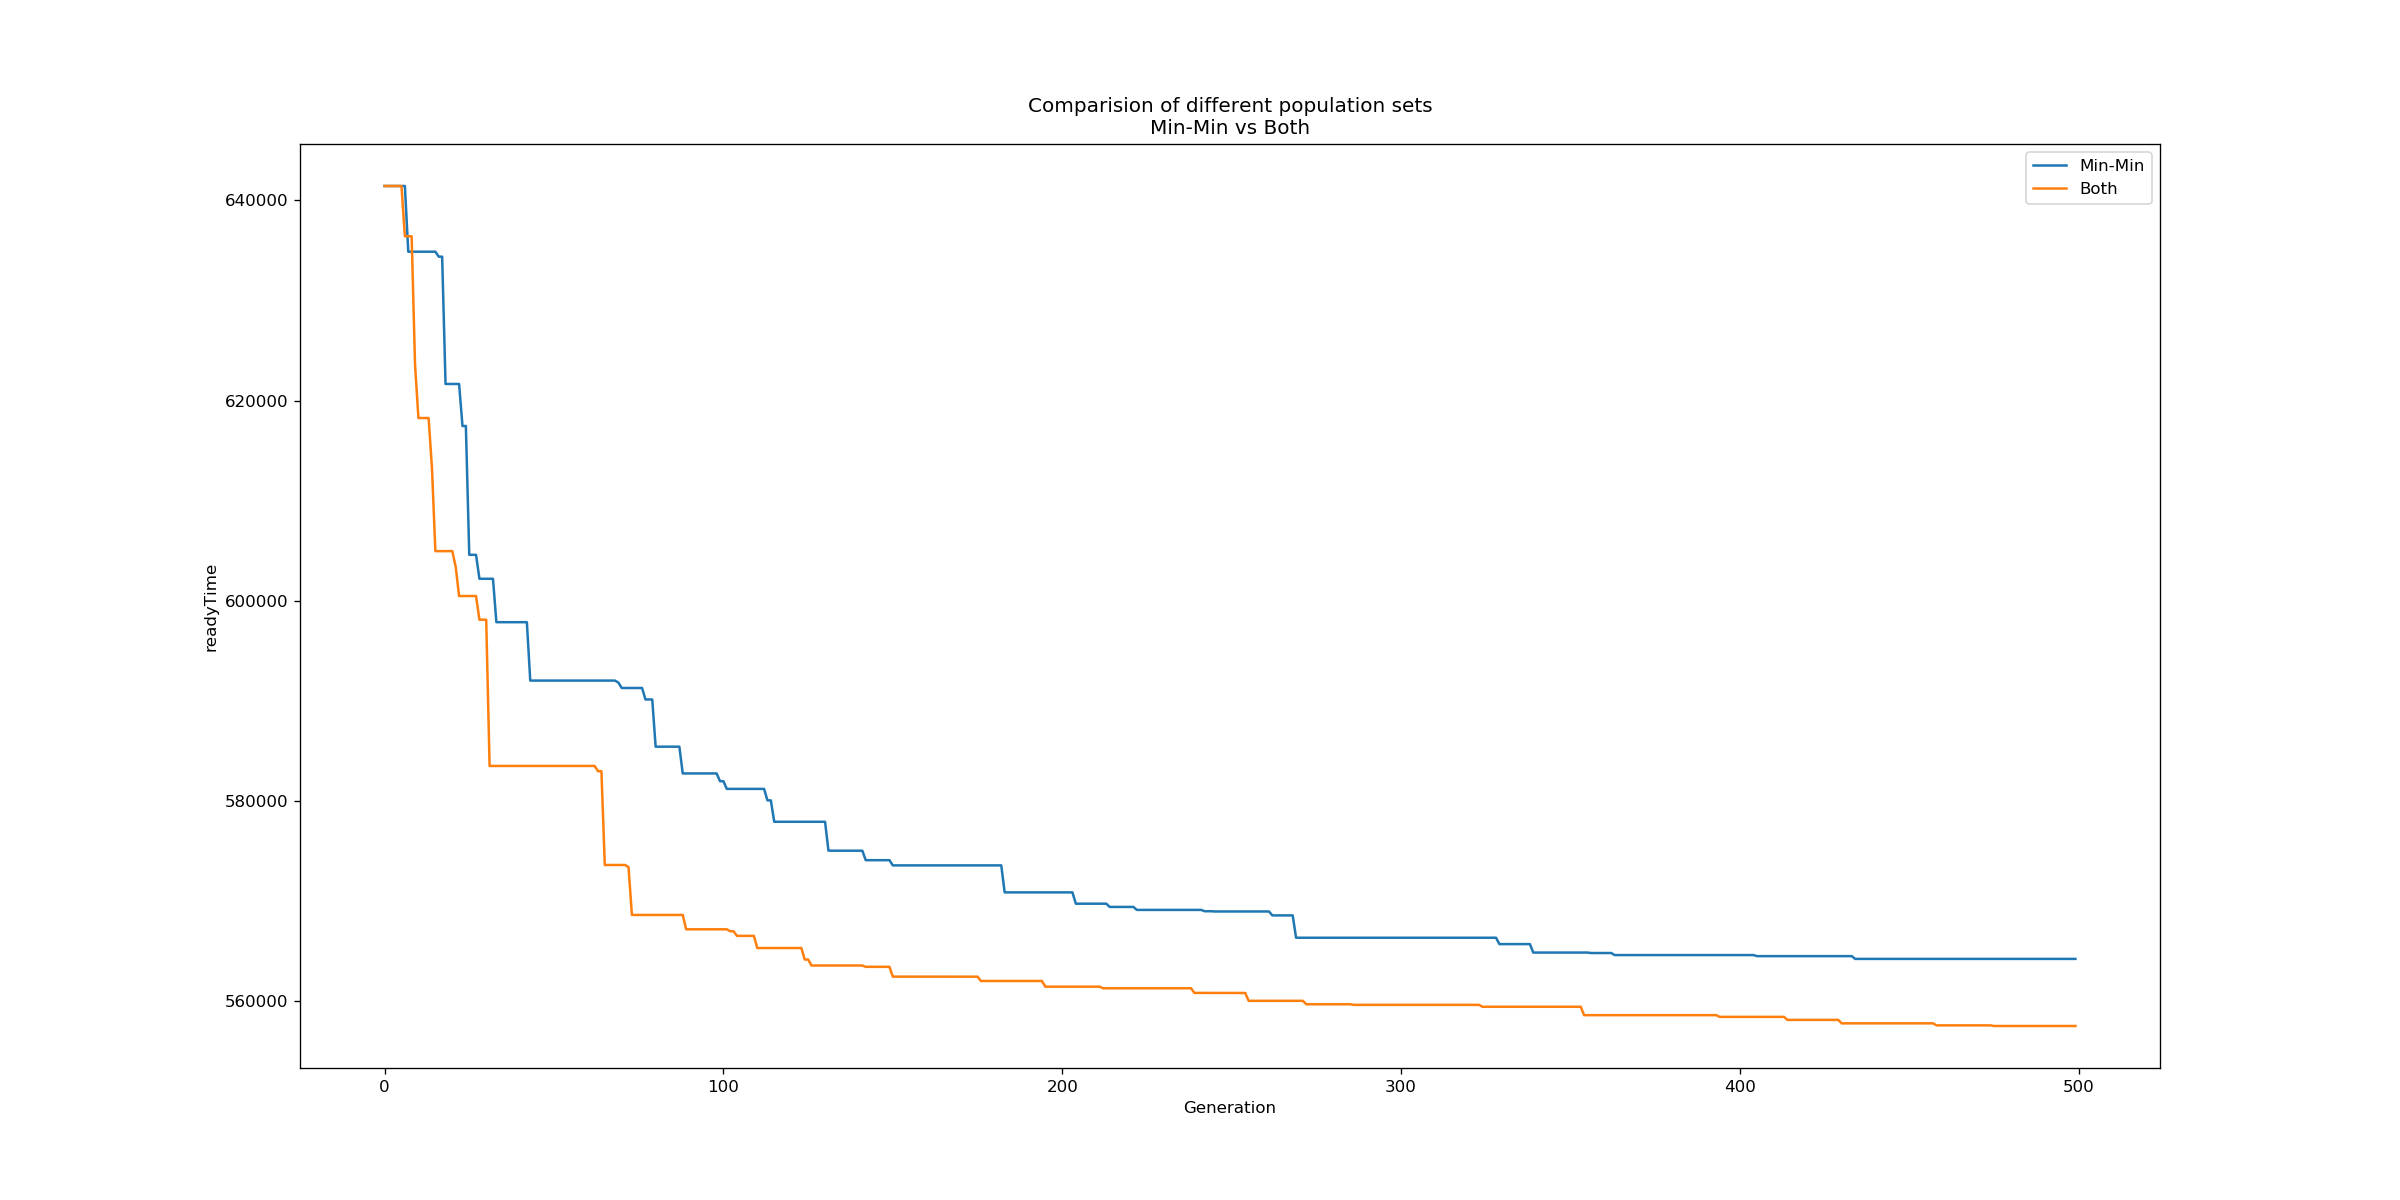 Comparision of different population sets
Min-Min vs Both
Min-Min
Both
640000
620000
600000
580000
560000
readyTime
0 100 200 300 400 500
Generation